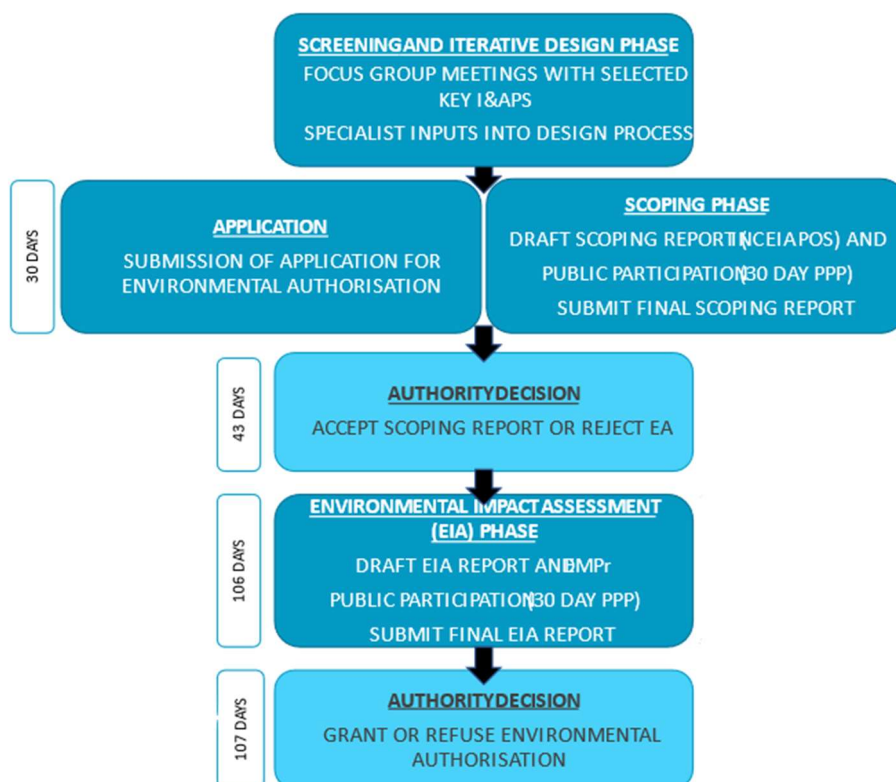 SCREENINGAND ITERATIVE DESIGN PHASE
FOCUS GROUP MEETINGS WITH SELECTED
KEY I&APS
SPECIALIST INPUTS INTO DESIGN PROCESS
30 DAYS
APPLICATION
SUBMISSION OF APPLICATION FOR
ENVIRONMENTAL AUTHORISATION
SCOPING PHASE
DRAFT SCOPING REPORT(INCEIAPOS) AND
PUBLIC PARTICIPATION(30 DAY PPP)
SUBMIT FINAL SCOPING REPORT
43 DAYS
AUTHORITYDECISION
ACCEPT SCOPING REPORT OR REJECT EA
106 DAYS
ENVIRONMENTAL IMPACTASSESSMENT
(EIA) PHASE
DRAFT EIA REPORT ANDEMPr
PUBLIC PARTICIPATION(30 DAY PPP)
SUBMIT FINAL EIA REPORT
107 DAYS
AUTHORITYDECISION
GRANT OR REFUSE ENVIRONMENTAL
AUTHORISATION